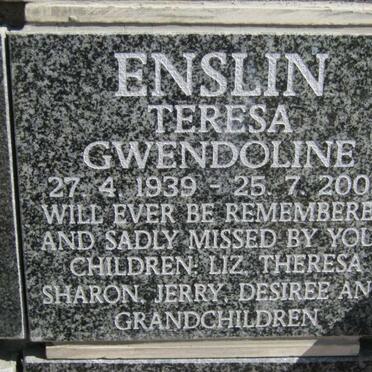 ENSLIN
TERESA
GWENDOLINE
27. 4. 1939 - 25. 7. 200
WILL EVER BE REMEMBERE
AND SADLY MISSED BY YOU
CHILDREN: LIZ, THERESA
SHARON, JERRY, DESIREE AN
GRANDCHILDREN